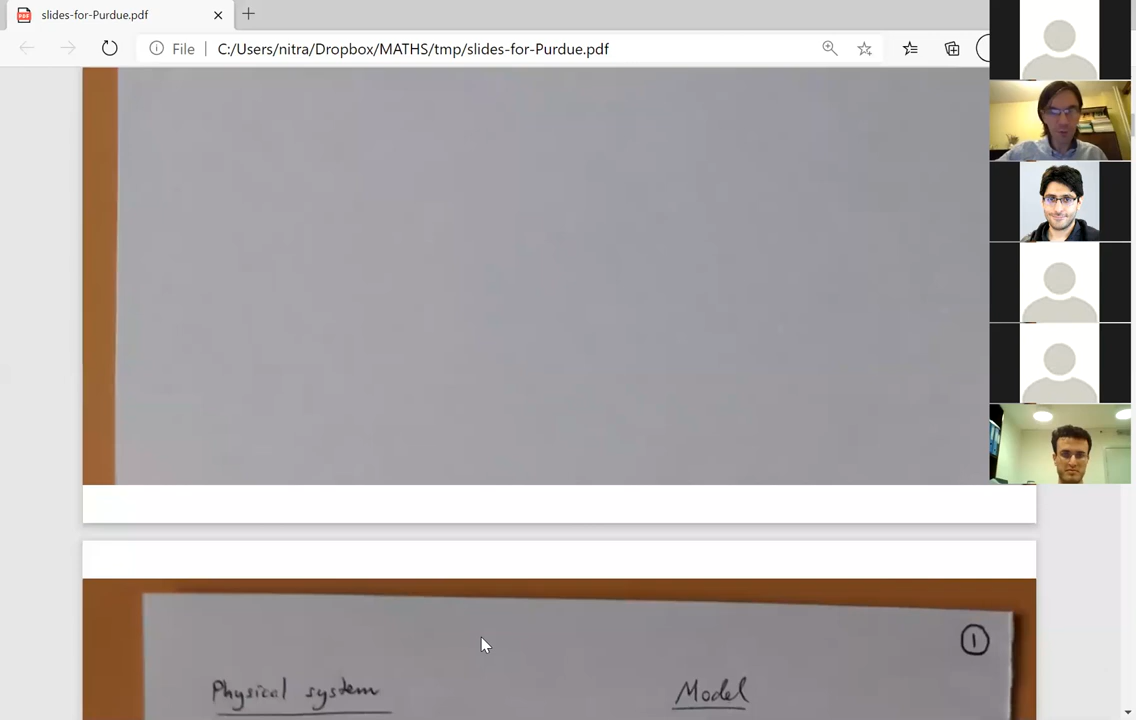 slides-for-Purdue.pdf
File
C:/Users/nitra/Dropbox/MATHS/tmp/slides-for-Purdue.pdf
1
Physical system
Model